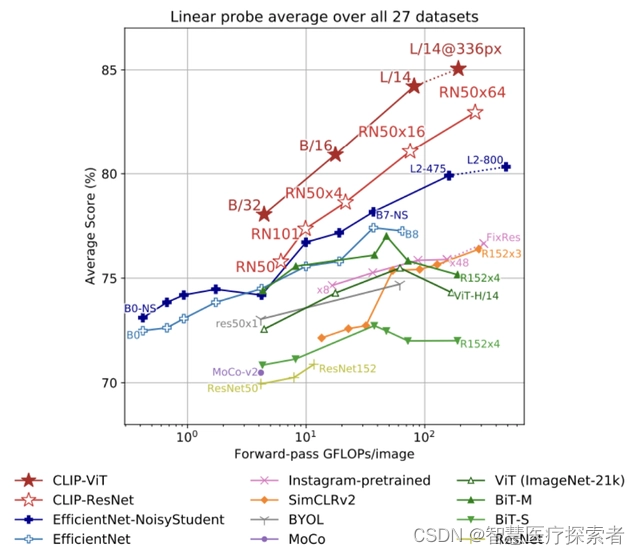 Linear probe average over all 27 datasets
L/14@336px
85
L/14
RN50x64
B/16
RN50x16
80
L2-475
L2-800
B/32
RN50x4
B7-NS
RN101
B8
FixRes
R152x3
RN50
x48
75
x8
R152x4
ViT-H/14
B0-NS
res50x1
B0
R152x4
MoCo-v2
ResNet152
70
ResNet50
Average Score (%)
10⁰
10¹
10²
Forward-pass GFLOPs/image
CLIP-ViT
CLIP-ResNet
EfficientNet-NoisyStudent
EfficientNet
Instagram-pretrained
SimCLRv2
BYOL
MoCo
ViT (ImageNet-21k)
BiT-M
BiT-S
ResNet
CSDN @智慧医疗探索者